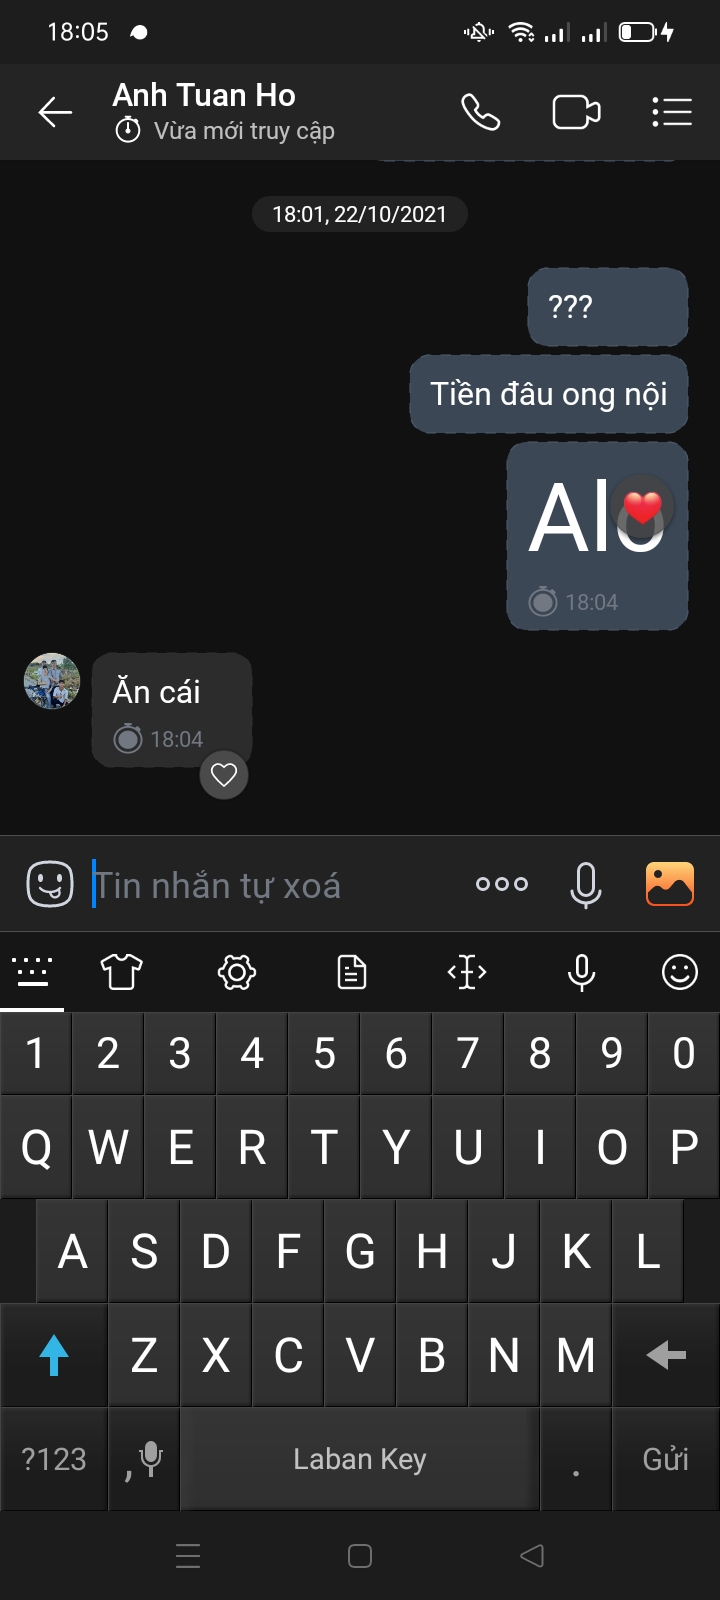 18:05
Anh Tuan Ho
Vừa mới truy cập
18:01, 22/10/2021
???
Tiền đâu ong nội
Alo
18:04
Ăn cái
18:04
Tin nhắn tự xoá
1 2 3 4 5 6 7 8 9 0
Q W E R T Y U I O P
A S D F G H J K L
Z X C V B N M
?123 , Laban Key . Gửi